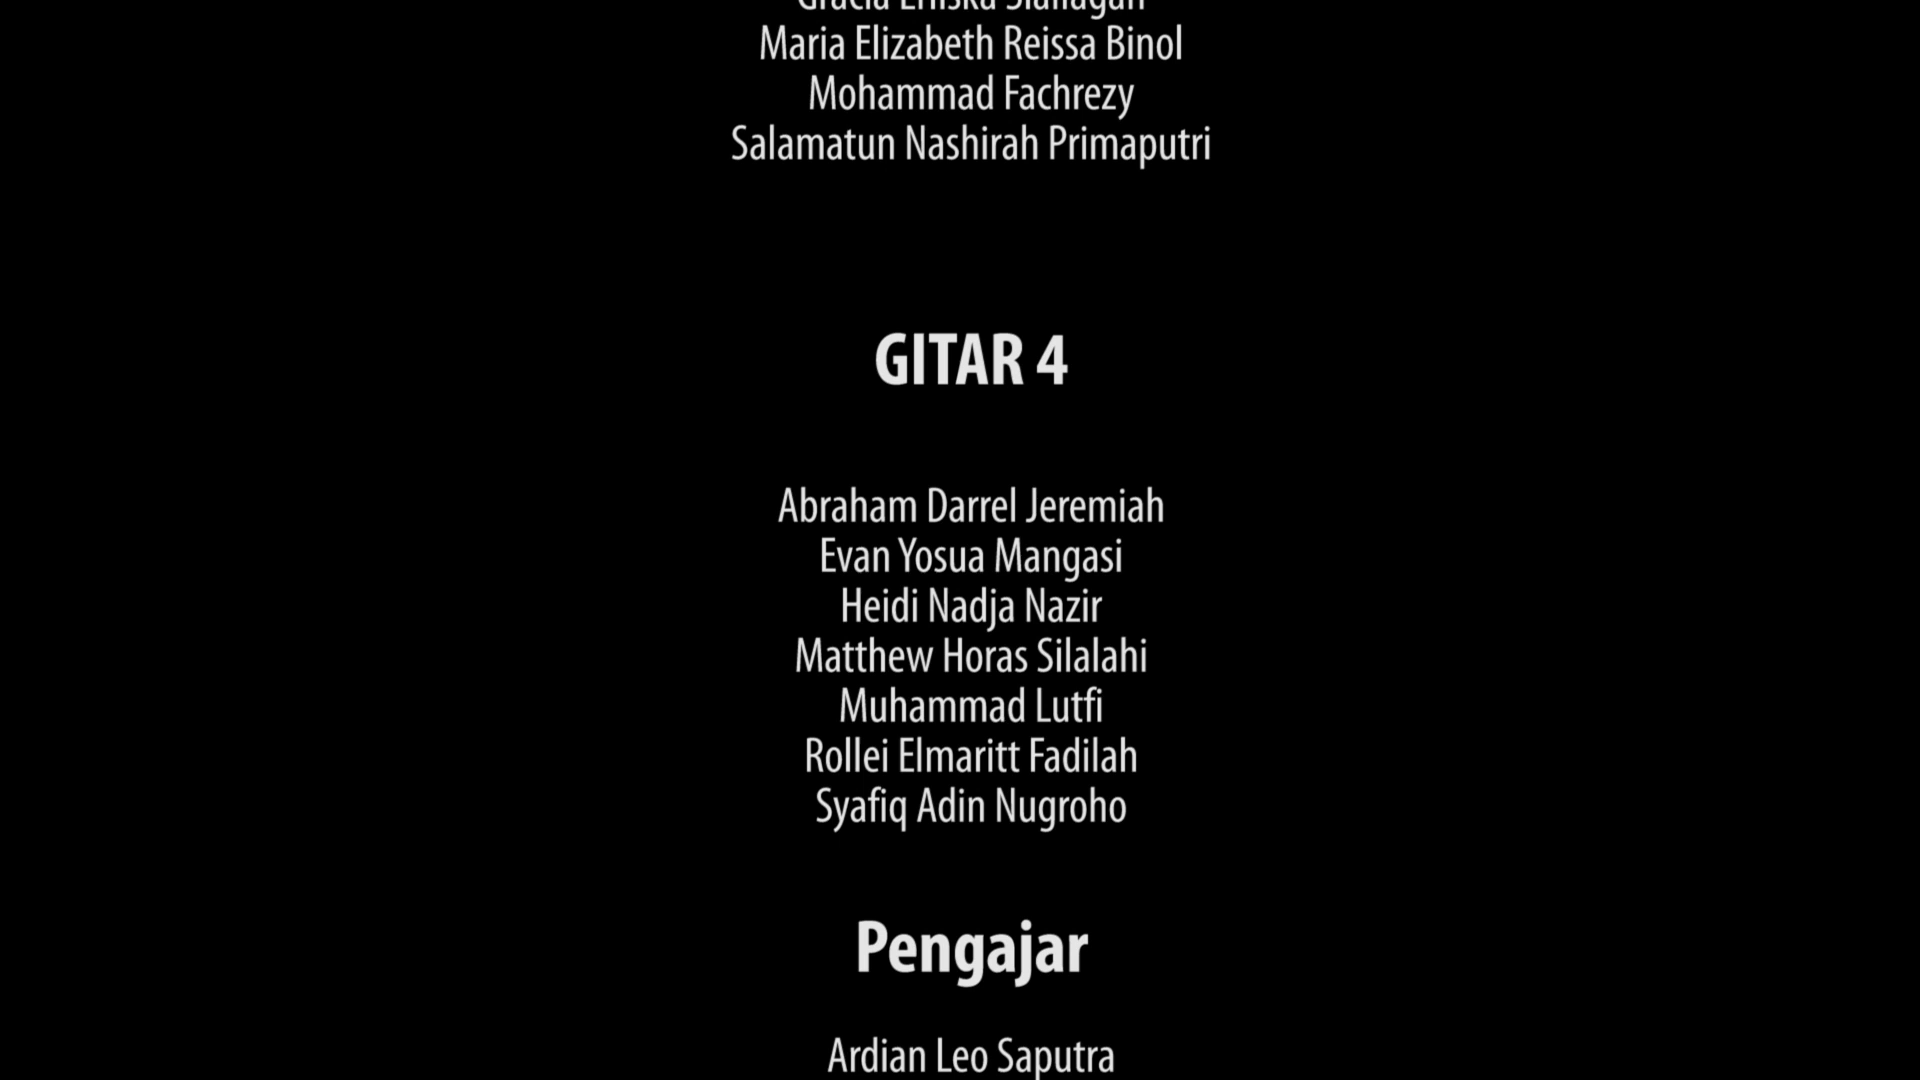 Maria Elizabeth Reissa Binol
Mohammad Fachrezy
Salamatun Nashirah Primaputri
GITAR 4
Abraham Darrel Jeremiah
Evan Yosua Mangasi
Heidi Nadja Nazir
Matthew Horas Silalahi
Muhammad Lutfi
Rollei Elmaritt Fadilah
Syafiq Adin Nugroho
Pengajar
Ardian Leo Saputra